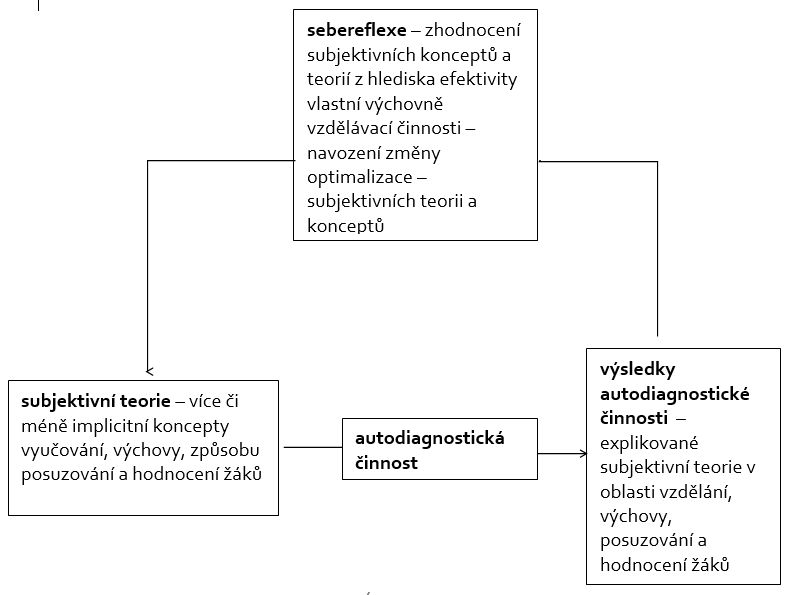 sebereflexe – zhodnocení
subjektivních konceptů a
teorií z hlediska efektivity
vlastní výchovně
vzdělávací činnosti –
navození změny
optimalizace –
subjektivních teorii a
konceptů
subjektivní teorie – více či
méně implicitní koncepty
vyučování, výchovy, způsobu
posuzování a hodnocení žáků
autodiagnostická
činnost
výsledky
autodiagnostické
činnosti –
explikované
subjektivní teorie v
oblasti vzdělání,
výchovy,
posuzování a
hodnocení žáků